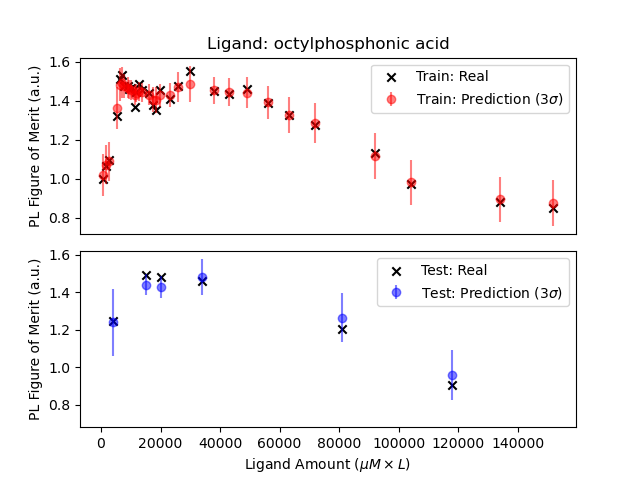 Ligand: octylphosphonic acid
PL Figure of Merit (a.u.)
1.6
1.4
1.2
1.0
0.8
Train: Real
Train: Prediction (3σ)
PL Figure of Merit (a.u.)
1.6
1.4
1.2
1.0
0.8
Test: Real
Test: Prediction (3σ)
0 20000 40000 60000 80000 100000 120000 140000
Ligand Amount (μM × L)